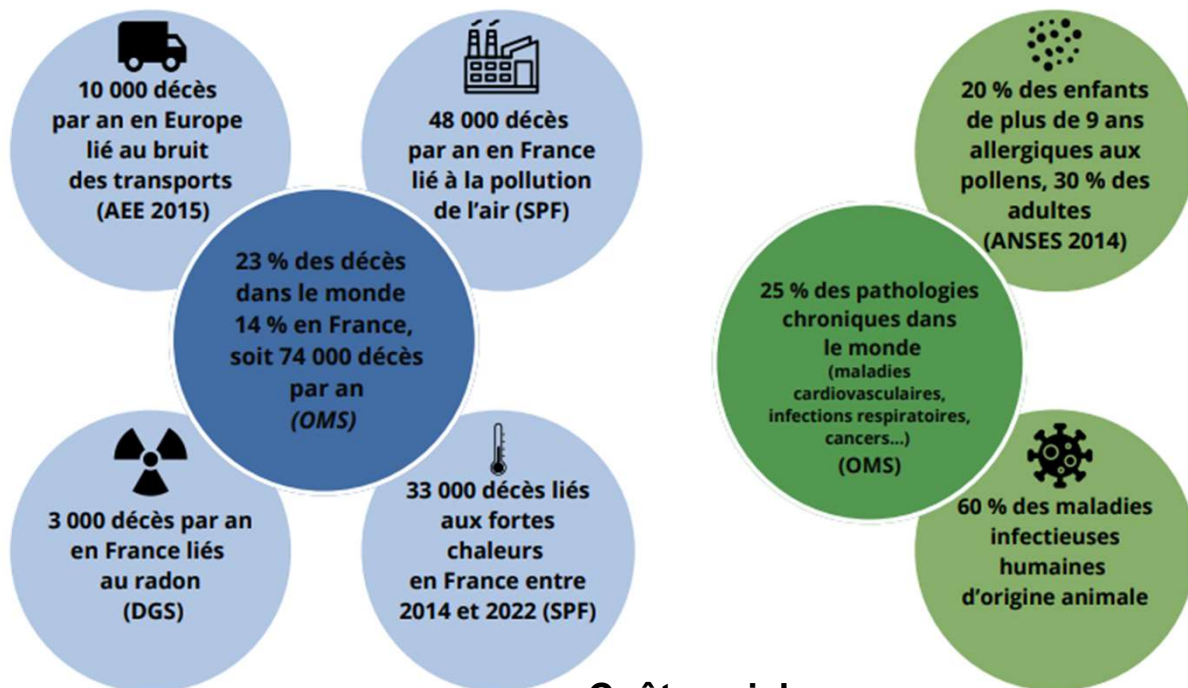 10 000 décès
par an en Europe
lié au bruit
des transports
(AEE 2015)
48 000 décès
par an en France
lié à la pollution
de l'air (SPF)
23 % des décès
dans le monde
14 % en France,
soit 74 000 décès
par an
(OMS)
3 000 décès par an
en France liés
au radon
(DGS)
33 000 décès liés
aux fortes
chaleurs
en France entre
2014 et 2022 (SPF)
20 % des enfants
de plus de 9 ans
allergiques aux
pollens, 30 % des
adultes
(ANSES 2014)
25 % des pathologies
chroniques dans
le monde
(maladies
cardiovasculaires,
infections respiratoires,
cancers...)
(OMS)
60 % des maladies
infectieuses
humaines
d'origine animale